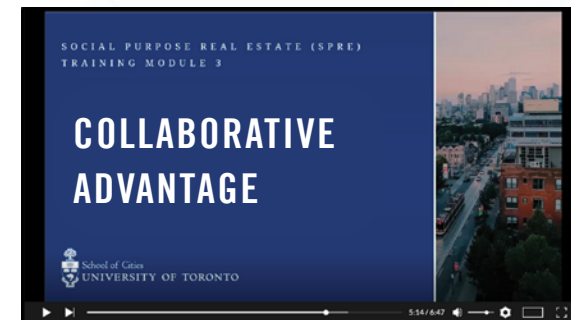 SOCIAL PURPOSE REAL ESTATE (SPRE)
TRAINING MODULE 3
COLLABORATIVE
ADVANTAGE
School of Cities
UNIVERSITY OF TORONTO
5:14/6:47